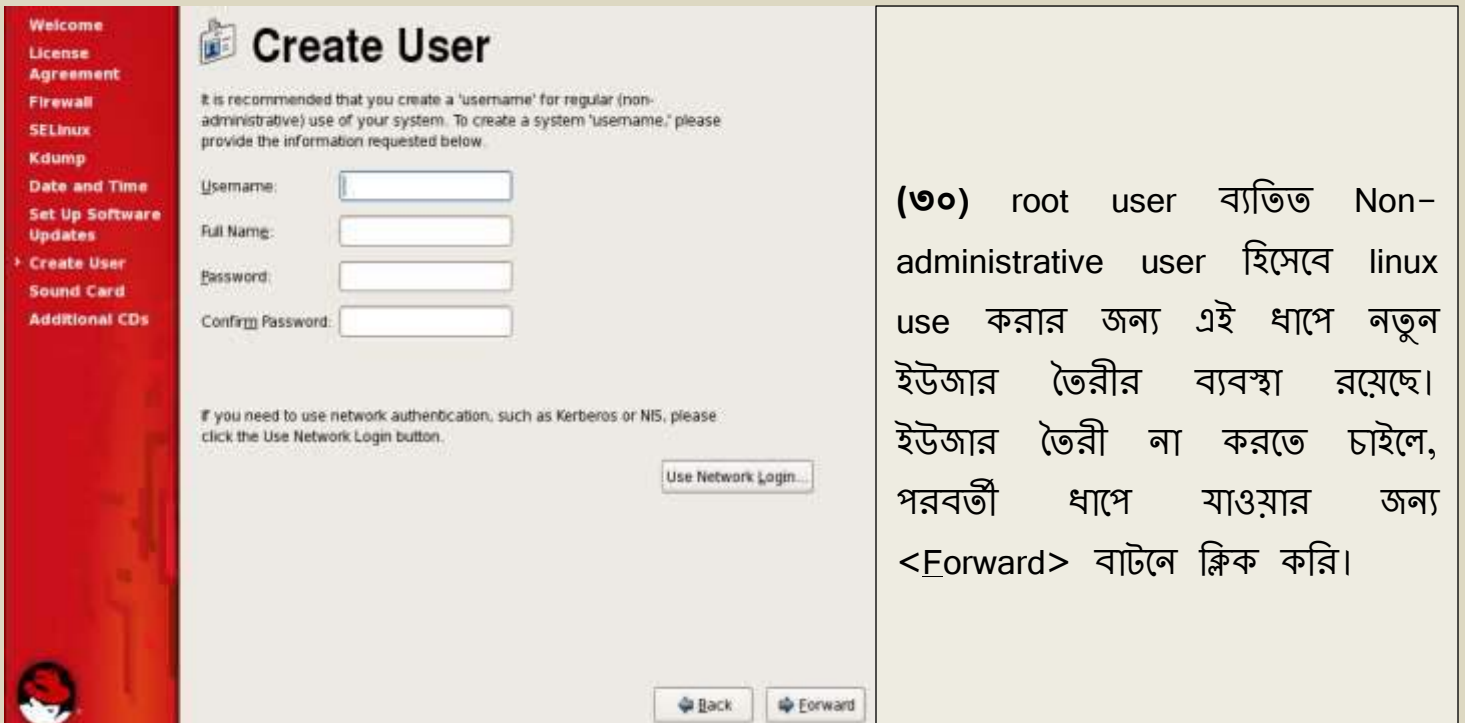 Welcome
License
Agreement
Firewall
SELinux
Kdump
Date and Time
Set Up Software
Updates
Create User
Sound Card
Additional CDs
Create User
It is recommended that you create a 'username' for regular (non-
administrative) use of your system. To create a system 'username,' please
provide the information requested below.
Username:
Full Name:
Password:
Confirm Password:
If you need to use network authentication, such as Kerberos or NIS, please
click the Use Network Login button.
Use Network Login...
Back
Forward
(৩০) root user ব্যতিত Non-
administrative user হিসেবে linux
use করার জন্য এই ধাপে নতুন
ইউজার তৈরীর ব্যবস্থা রয়েছে।
ইউজার তৈরী না করতে চাইলে,
পরবর্তী ধাপে যাওয়ার জন্য
<Forward> বাটনে ক্লিক করি।